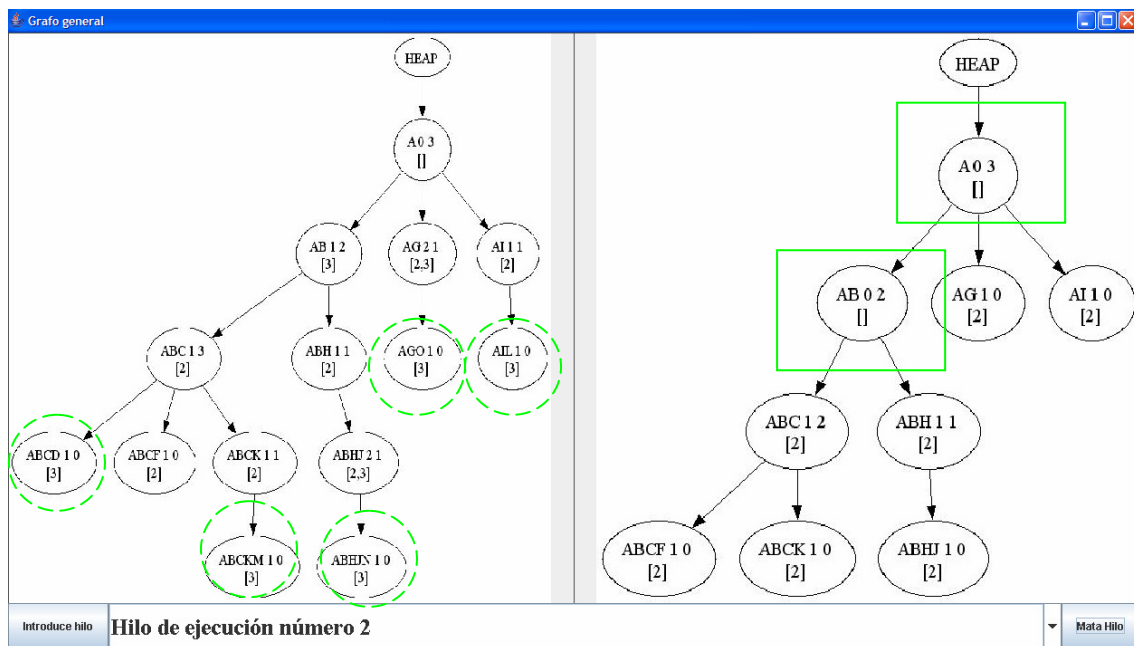 Grafo general
HEAP
A 0 3
[]
AB 1 2
[3]
AG 2 1
[2,3]
AI 1 1
[2]
ABC 1 3
[2]
ABH 1 1
[2]
AGO 1 0
[3]
AIL 1 0
[3]
ABCD 1 0
[3]
ABCF 1 0
[2]
ABCK 1 1
[2]
ABHJ 2 1
[2,3]
ABCKM 1 0
[3]
ABHJN 1 0
[3]
HEAP
A 0 3
[]
AB 0 2
[]
AG 1 0
[2]
AI 1 0
[2]
ABC 1 2
[2]
ABH 1 1
[2]
ABCF 1 0
[2]
ABCK 1 0
[2]
ABHJ 1 0
[2]
Introduce hilo
Hilo de ejecución número 2
Mata Hilo